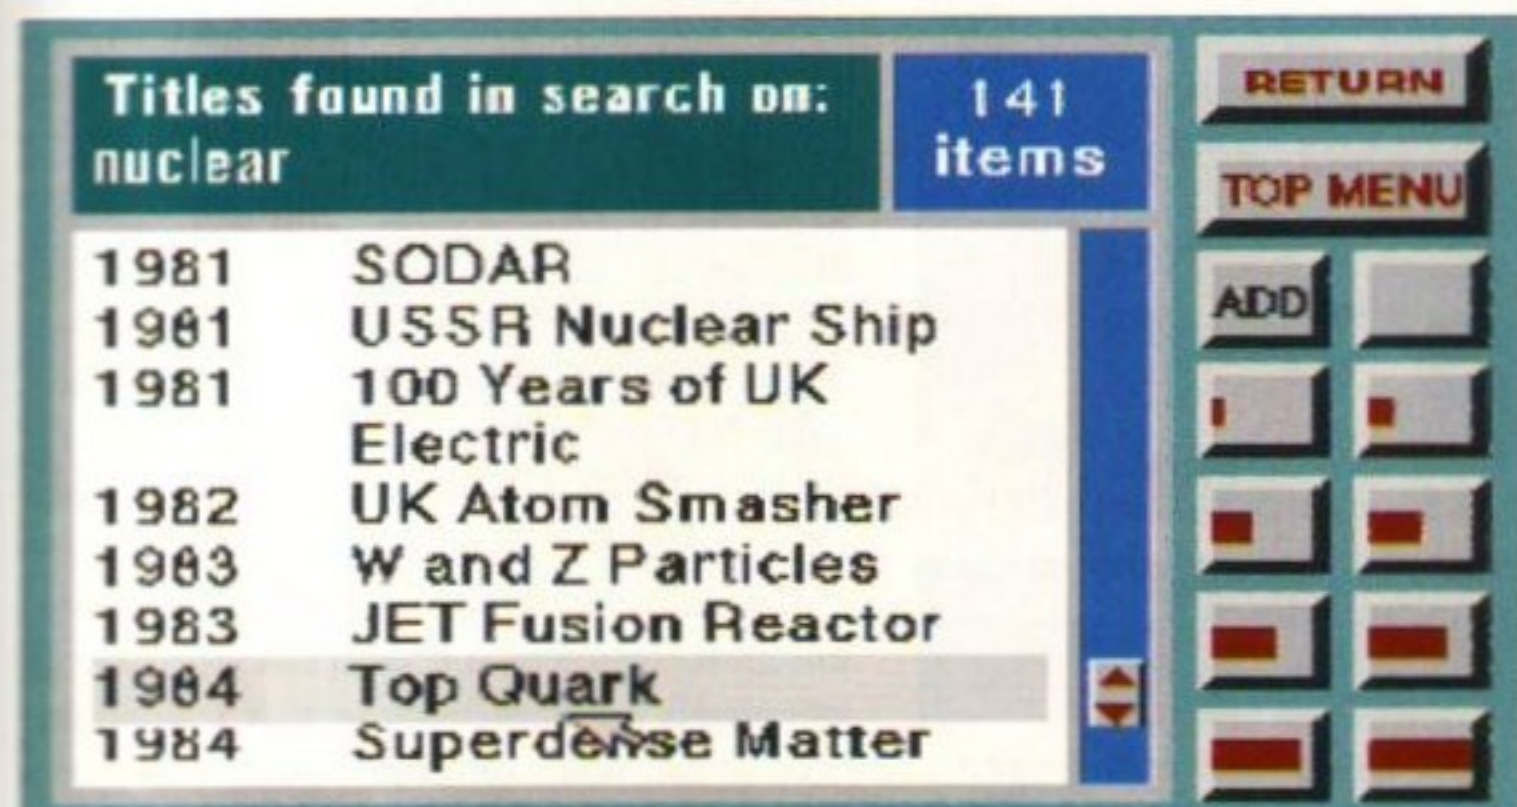 Titles found in search on:
nuclear
141
items
RETURN
TOP MENU
ADD
1981 SODAR
1981 USSR Nuclear Ship
1981 100 Years of UK
Electric
1982 UK Atom Smasher
1983 W and Z Particles
1983 JET Fusion Reactor
1984 Top Quark
1984 Superdense Matter